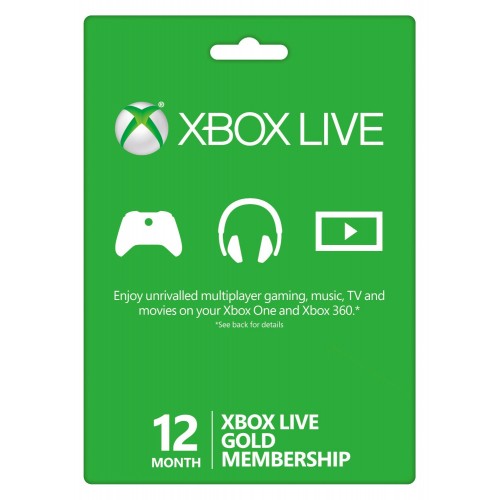 XBOX LIVE
Enjoy unrivalled multiplayer gaming, music, TV and
movies on your Xbox One and Xbox 360.*
*See back for details
12
MONTH
XBOX LIVE
GOLD
MEMBERSHIP